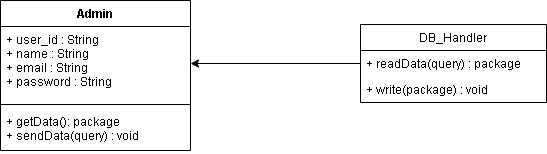 Admin
+ user_id : String
+ name : String
+ email : String
+ password : String
+ getData(): package
+ sendData(query) : void
DB_Handler
+ readData(query) : package
+ write(package) : void